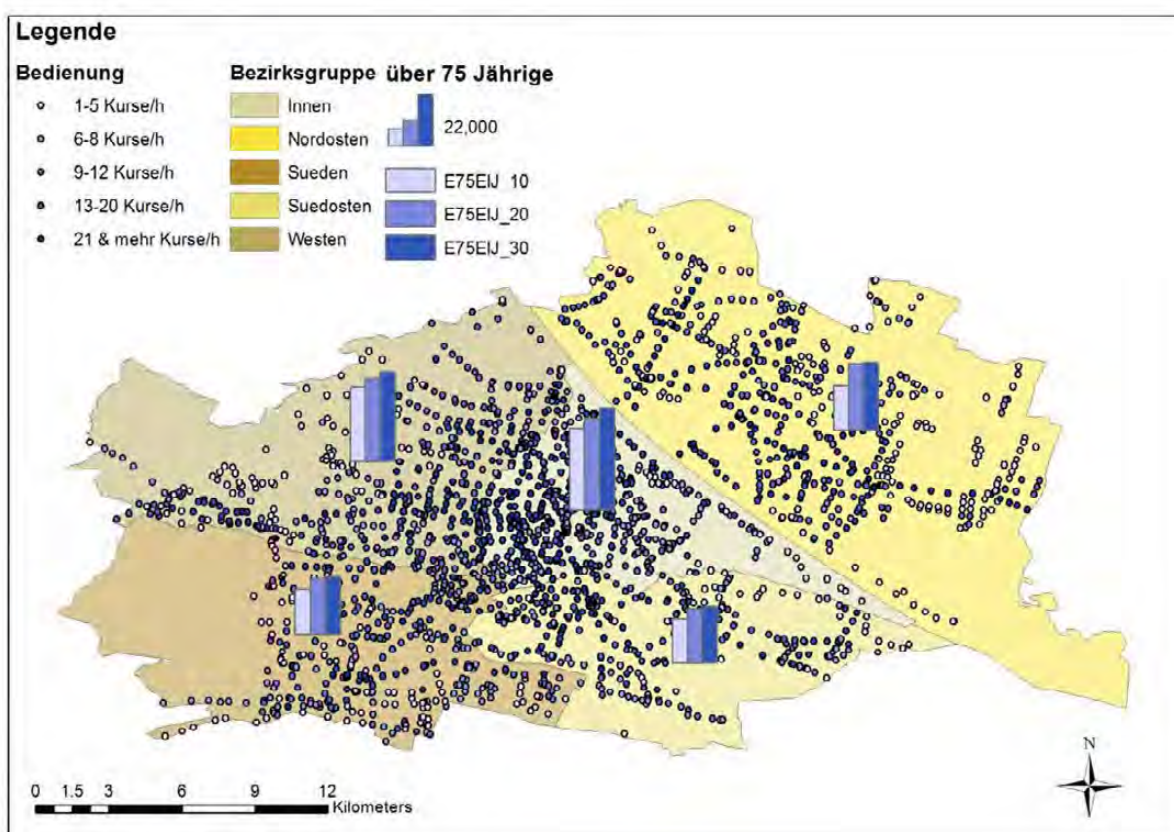 Legende
Bedienung
1-5 Kurse/h
6-8 Kurse/h
9-12 Kurse/h
13-20 Kurse/h
21 & mehr Kurse/h
Bezirksgruppe
Innen
Nordosten
Sueden
Suedosten
Westen
über 75 Jährige
22,000
E75EIJ_10
E75EIJ_20
E75EIJ_30
N
0 1.5 3 6 9 12
Kilometers